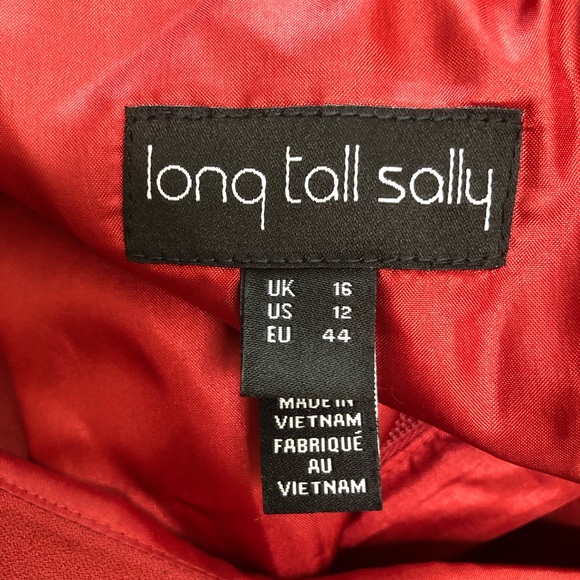 long tall sally
UK 16
US 12
EU 44
MADE IN
VIETNAM
FABRIQUÉ
AU
VIETNAM